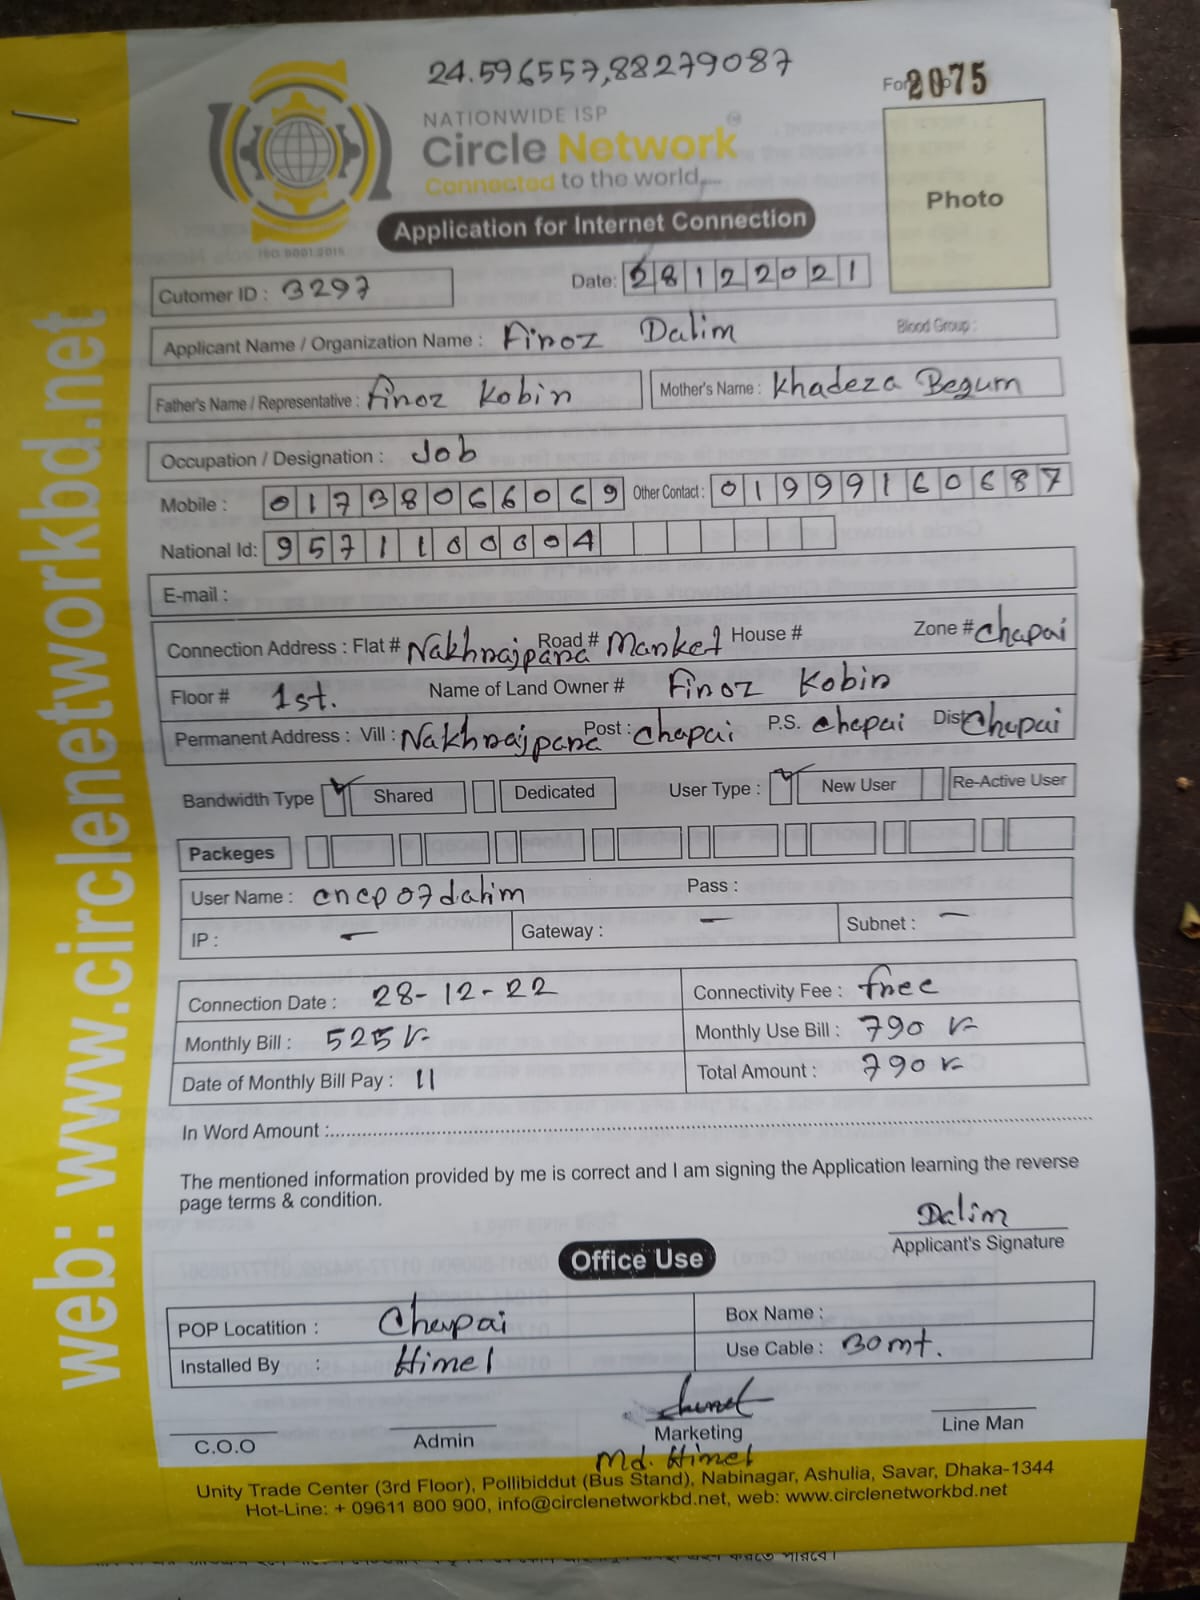 24.596557,88279087
2075
NATIONWIDE ISP
Circle Network
Connected to the world
ISO 9001:2015
Photo
Application for Internet Connection
Cutomer ID : 3297
Date: 28122021
Applicant Name / Organization Name : Firoz Dalim
Blood Group :
Father's Name / Representative : Firoz Kobir
Mother's Name : Khadeza Begum
Occupation / Designation : Job
Mobile : 01738066069 Other Contact : 01999160687
National Id: 9571100004
E-mail :
Connection Address : Flat # Nakhrajpara Road # Market House # Zone # Chapai
Floor # 1st. Name of Land Owner # Firoz Kobir
Permanent Address : Vill : Nakhrajpara Post : Chapai P.S. Chapai Dist Chapai
Bandwidth Type Shared Dedicated User Type : New User Re-Active User
Packeges
User Name : cncp07dalim Pass :
IP : — Gateway : — Subnet : —
Connection Date : 28-12-22 Connectivity Fee : free
Monthly Bill : 525/- Monthly Use Bill : 790/-
Date of Monthly Bill Pay : 11 Total Amount : 790/-
In Word Amount :
The mentioned information provided by me is correct and I am signing the Application learning the reverse
page terms & condition.
Dalim
Applicant's Signature
Office Use
POP Locatition : Chapai Box Name :
Installed By : Himel Use Cable : 30mt.
C.O.O Admin Marketing Line Man
Md. Himel
Unity Trade Center (3rd Floor), Pollibiddut (Bus Stand), Nabinagar, Ashulia, Savar, Dhaka-1344
Hot-Line: + 09611 800 900, info@circlenetworkbd.net, web: www.circlenetworkbd.net
web: www.circlenetworkbd.net